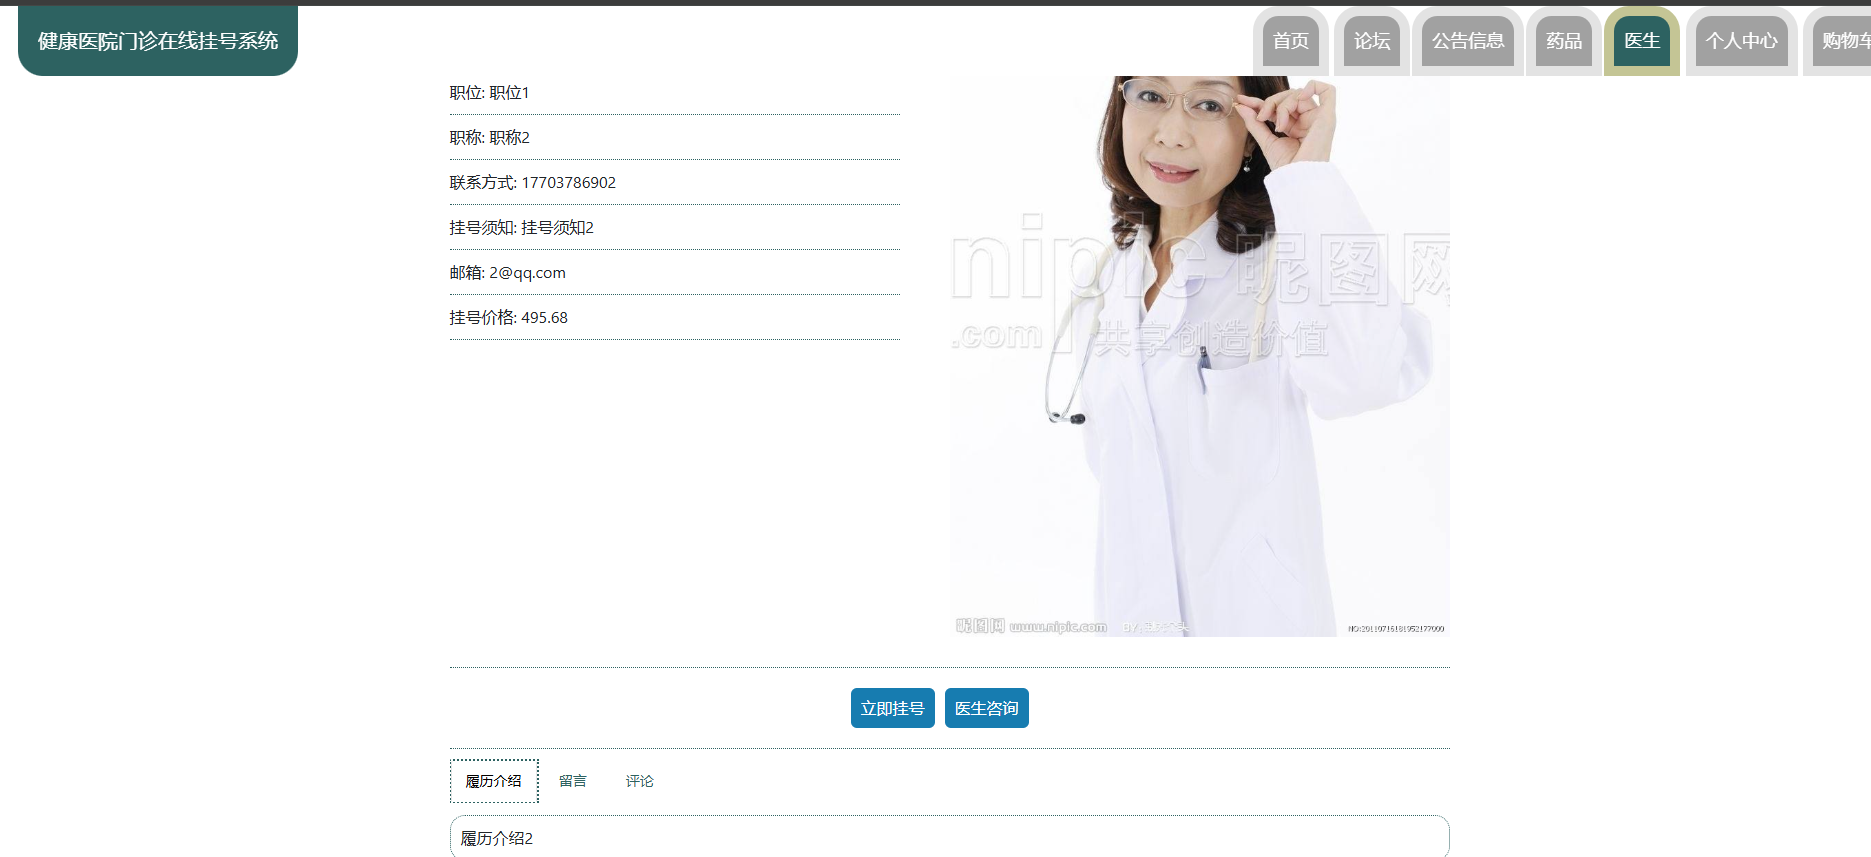 健康医院门诊在线挂号系统
首页 论坛 公告信息 药品 医生 个人中心 购物车
职位: 职位1
职称: 职称2
联系方式: 17703786902
挂号须知: 挂号须知2
邮箱: 2@qq.com
挂号价格: 495.68
nipic 昵图网
.com 共享创造价值
昵图网 www.nipic.com
立即挂号 医生咨询
履历介绍 留言 评论
履历介绍2